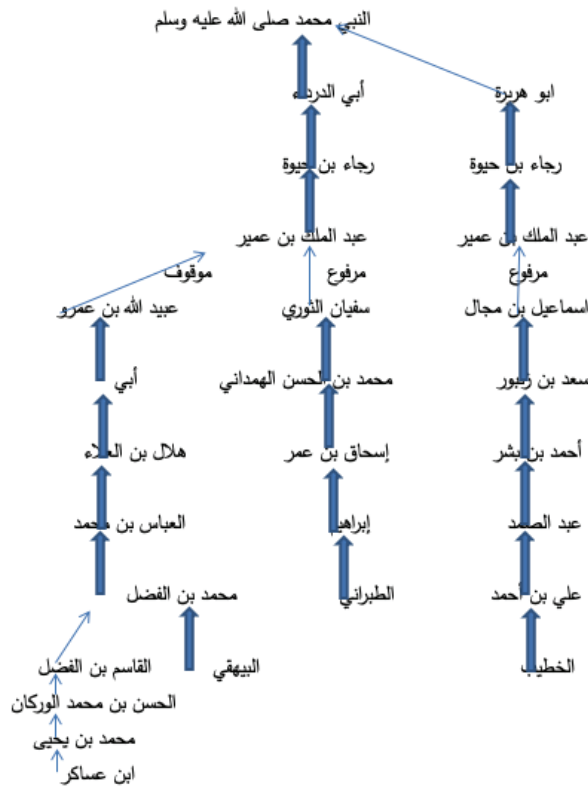 النبي محمد صلى الله عليه وسلم
ابو هريرة
أبي الدرداء
رجاء بن حيوة
رجاء بن حيوة
عبد الملك بن عمير
عبد الملك بن عمير
مرفوع
مرفوع
موقوف
اسماعيل بن مجال
سفيان الثوري
عبيد الله بن عمرو
سعد بن زنبور
محمد بن الحسن الهمداني
أبي
أحمد بن بشر
إسحاق بن عمر
هلال بن العلاء
عبد الصمد
إبراهيم
العباس بن محمد
علي بن أحمد
الطبراني
محمد بن الفضل
الخطيب
البيهقي
القاسم بن الفضل
الحسن بن محمد الوركان
محمد بن يحيى
ابن عساكر